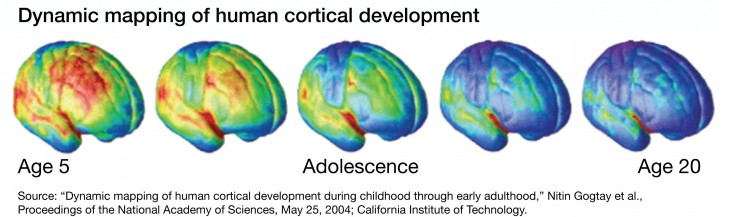 Dynamic mapping of human cortical development
Age 5
Adolescence
Age 20
Source: “Dynamic mapping of human cortical development during childhood through early adulthood,” Nitin Gogtay et al.,
Proceedings of the National Academy of Sciences, May 25, 2004; California Institute of Technology.